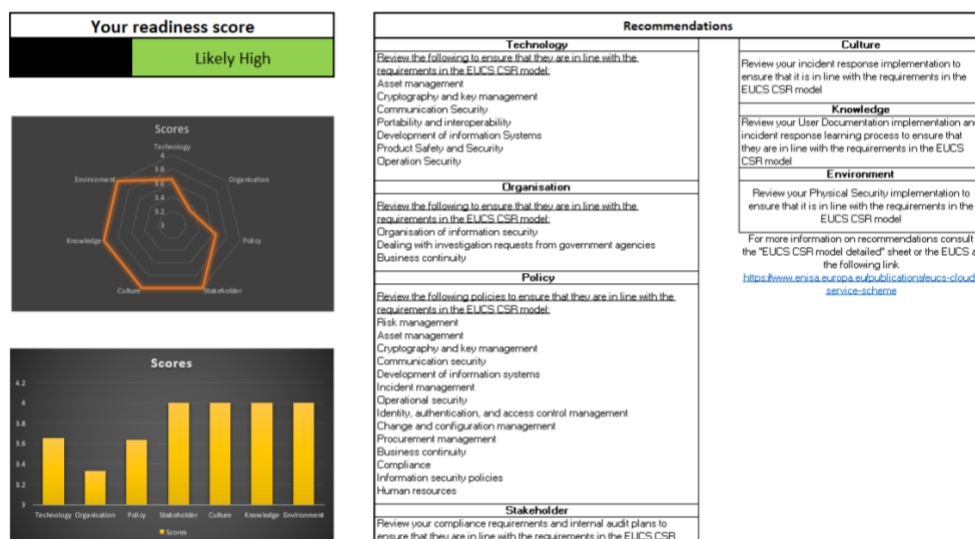 Your readiness score
Likely High
Scores
Technology
Organisation
Policy
Stakeholder
Culture
Knowledge
Environment
4
3.8
3.6
3.4
3.2
3
Scores
4.2
4
3.8
3.6
3.4
3.2
3
Technology Organisation Policy Stakeholder Culture Knowledge Environment
Scores
Recommendations
Technology
Review the following to ensure that they are in line with the
requirements in the EUCS CSR model:
Asset management
Cryptography and key management
Communication Security
Portability and interoperability
Development of information Systems
Product Safety and Security
Operation Security
Organisation
Review the following to ensure that they are in line with the
requirements in the EUCS CSR model:
Organisation of information security
Dealing with investigation requests from government agencies
Business continuity
Policy
Review the following policies to ensure that they are in line with the
requirements in the EUCS CSR model:
Risk management
Asset management
Cryptography and key management
Communication security
Development of information systems
Incident management
Operational security
Identity, authentication, and access control management
Change and configuration management
Procurement management
Business continuity
Compliance
Information security policies
Human resources
Stakeholder
Review your compliance requirements and internal audit plans to
ensure that they are in line with the requirements in the EUCS CSR
Culture
Review your incident response implementation to
ensure that it is in line with the requirements in the
EUCS CSR model
Knowledge
Review your User Documentation implementation and
incident response learning process to ensure that
they are in line with the requirements in the EUCS
CSR model
Environment
Review your Physical Security implementation to
ensure that it is in line with the requirements in the
EUCS CSR model
For more information on recommendations consult
the "EUCS CSR model detailed" sheet or the EUCS a
the following link
https://www.enisa.europa.eu/publications/eucs-cloud
service-scheme